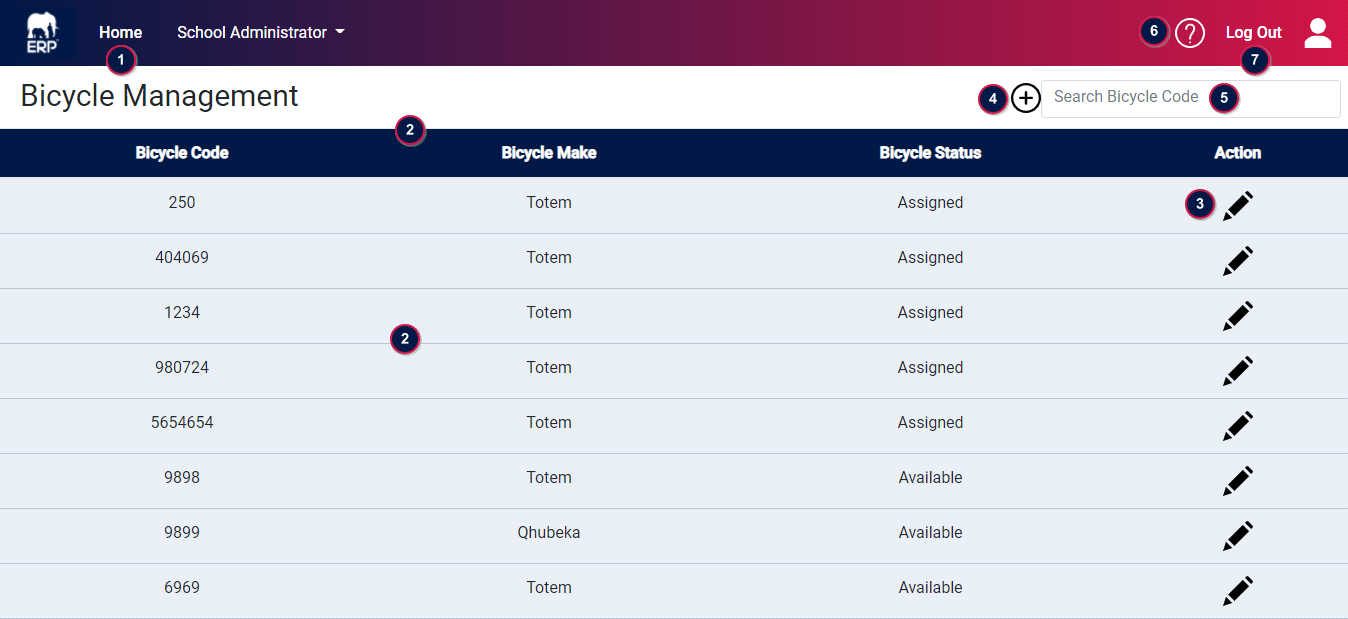 ERP
Home School Administrator
6 ? Log Out
1 7
Bicycle Management
4 Search Bicycle Code 5
2
Bicycle Code Bicycle Make Bicycle Status Action
250 Totem Assigned 3
404069 Totem Assigned
1234 Totem Assigned
2
980724 Totem Assigned
5654654 Totem Assigned
9898 Totem Available
9899 Qhubeka Available
6969 Totem Available